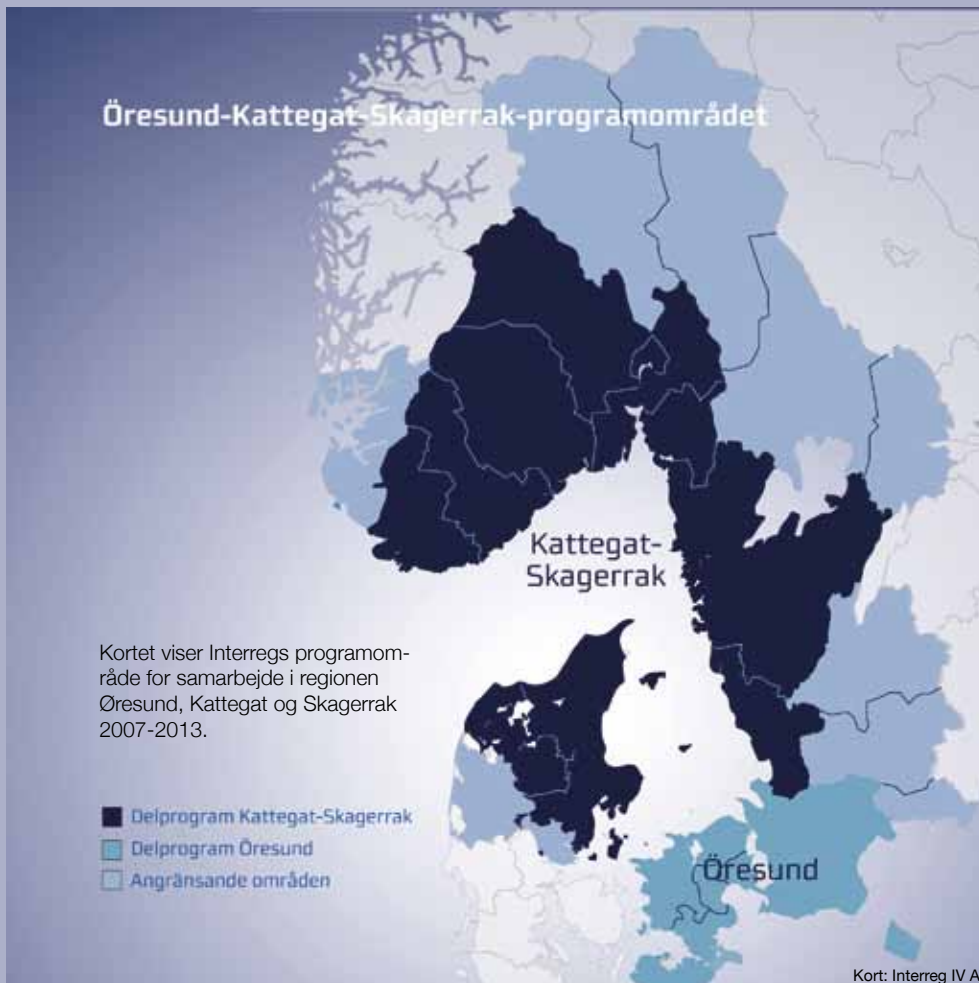 Öresund-Kattegat-Skagerrak-programområdet
Kattegat-
Skagerrak
Kortet viser Interregs programom-
råde for samarbejde i regionen
Øresund, Kattegat og Skagerrak
2007-2013.
Delprogram Kattegat-Skagerrak
Delprogram Öresund
Angränsande områden
Öresund
Kort: Interreg IV A